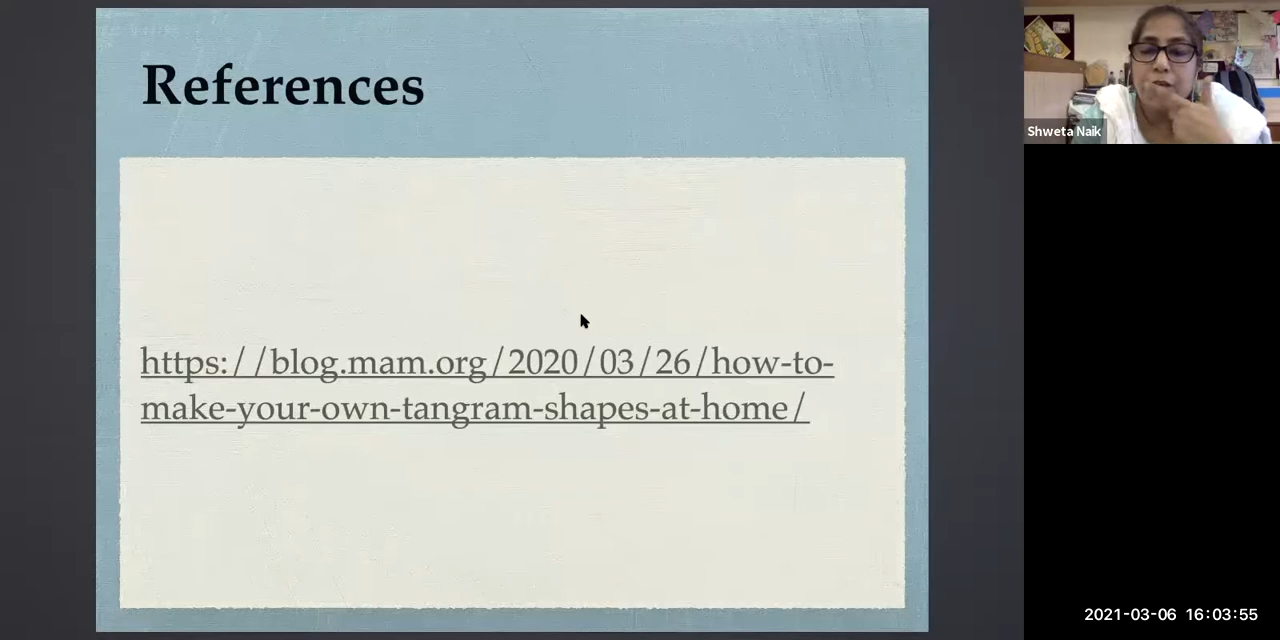 References
https://blog.mam.org/2020/03/26/how-to-
make-your-own-tangram-shapes-at-home/
Shweta Naik
2021-03-06 16:03:55